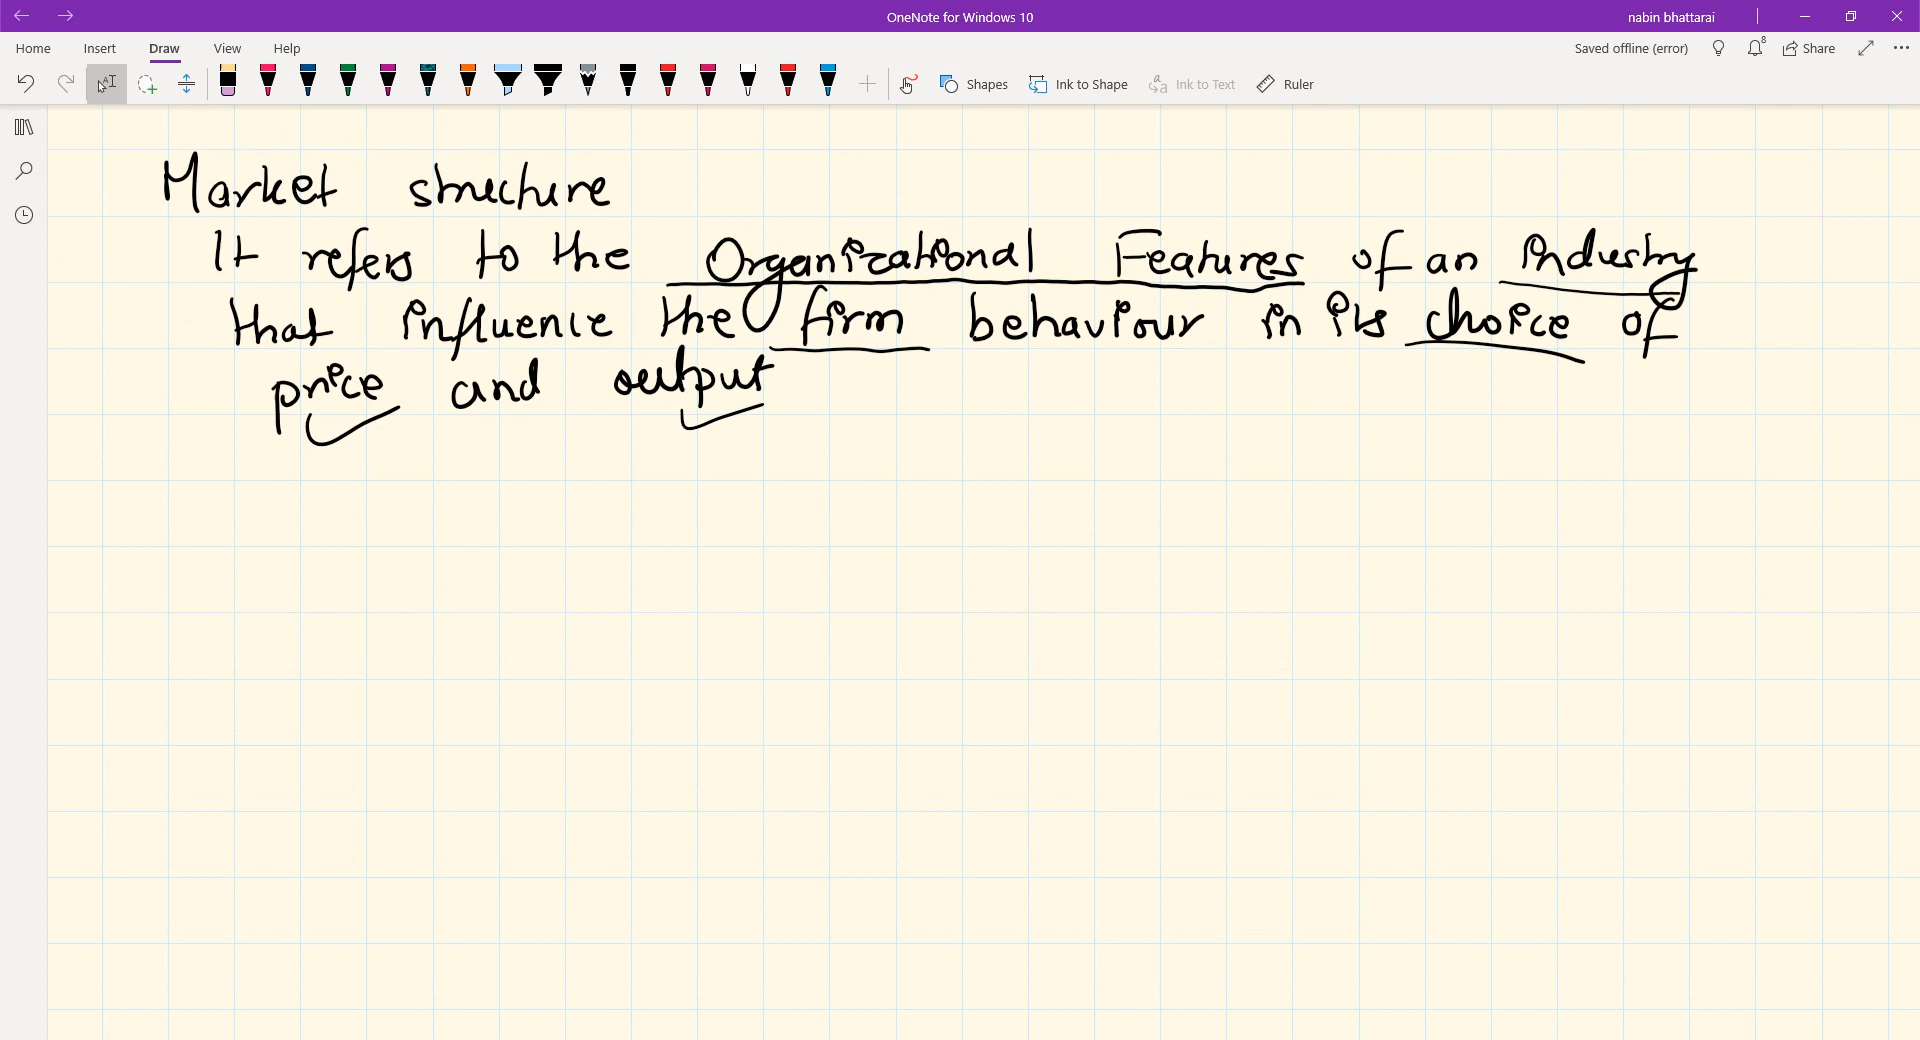 OneNote for Windows 10
nabin bhattarai
Home Insert Draw View Help
Saved offline (error)
8
Share
Shapes
Ink to Shape
Ink to Text
Ruler
Market structure
It refers to the Organizational Features of an industry
that influence the firm behaviour in its choice of
price and output